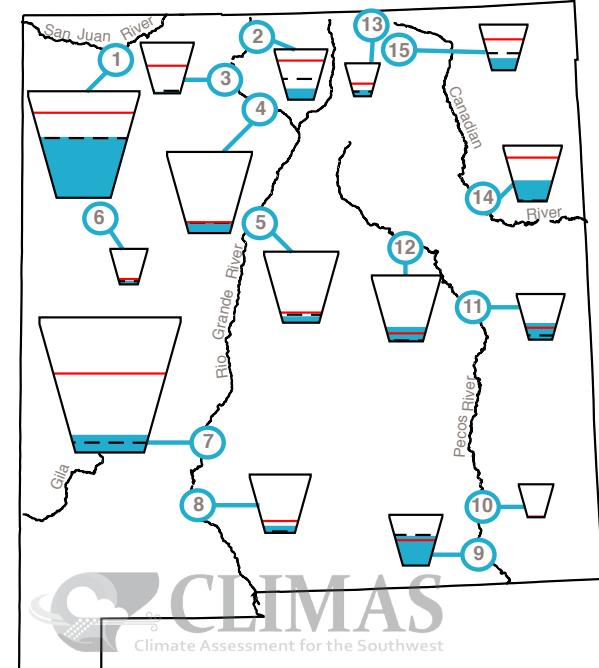 San Juan River
1
2
3
4
5
6
7
8
9
10
11
12
13
14
15
Canadian
River
Rio Grande River
Pecos River
Gila
CLIMAS
Climate Assessment for the Southwest